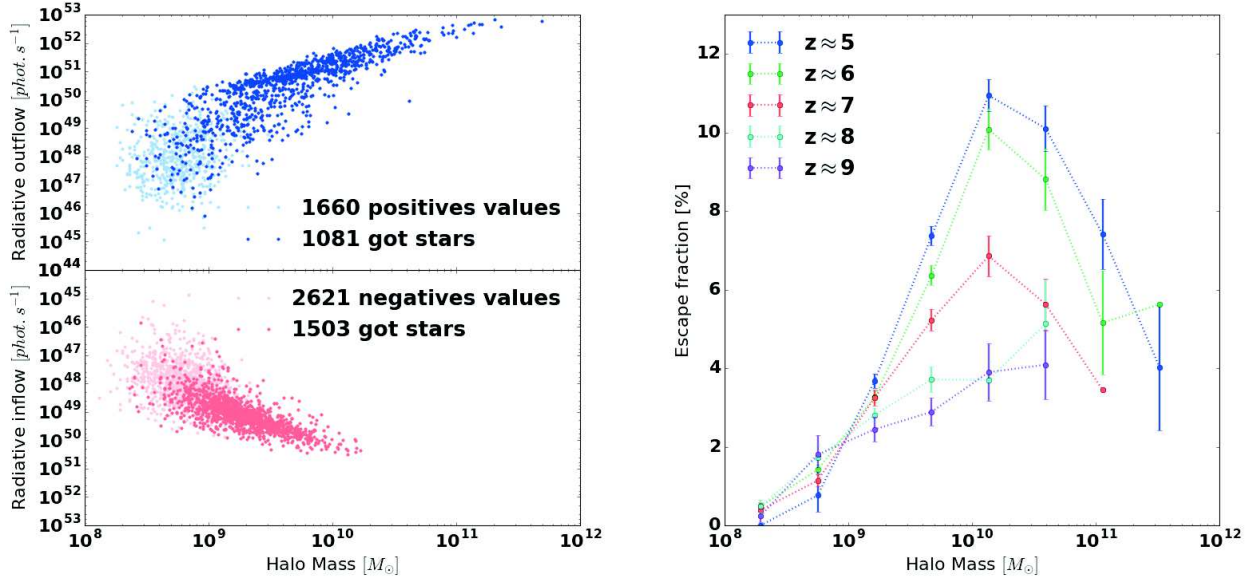 10^53
10^52
10^51
10^50
10^49
10^48
10^47
10^46
10^45
10^44
Radiative outflow [phot. s^{-1}]
1660 positives values
1081 got stars
10^45
10^46
10^47
10^48
10^49
10^50
10^51
10^52
10^53
Radiative inflow [phot. s^{-1}]
2621 negatives values
1503 got stars
10^8 10^9 10^10 10^11 10^12
Halo Mass [M_⊙]
12
10
8
6
4
2
0
Escape fraction [%]
z ≈ 5
z ≈ 6
z ≈ 7
z ≈ 8
z ≈ 9
10^8 10^9 10^10 10^11 10^12
Halo Mass [M_⊙]